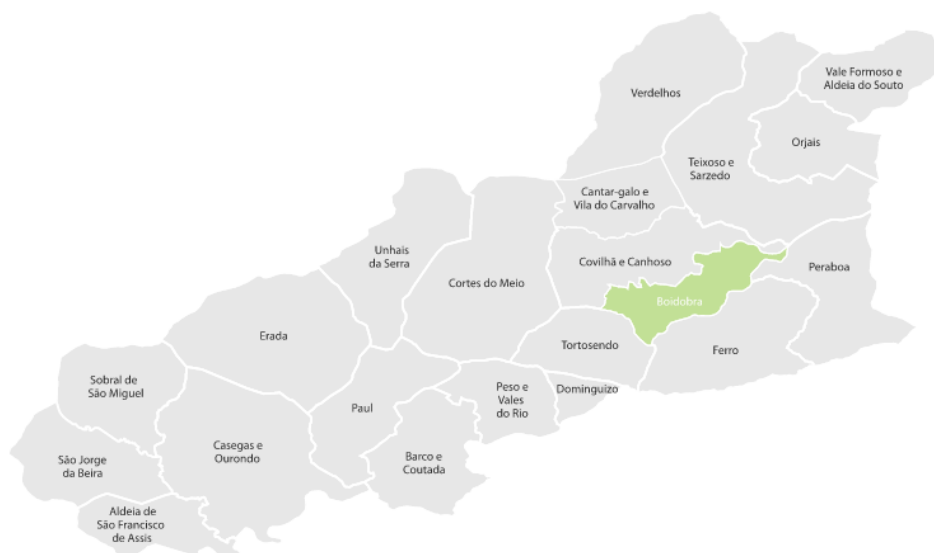 Verdelhos
Vale Formoso e
Aldeia do Souto
Orjais
Teixoso e
Sarzedo
Cantar-galo e
Vila do Carvalho
Unhais
da Serra
Cortes do Meio
Covilhã e Canhoso
Peraboa
Boidobra
Erada
Tortosendo
Ferro
Sobral de
São Miguel
Paul
Peso e
Vales
do Rio
Dominguizo
Casegas e
Ourondo
São Jorge
da Beira
Barco e
Coutada
Aldeia de
São Francisco
de Assis